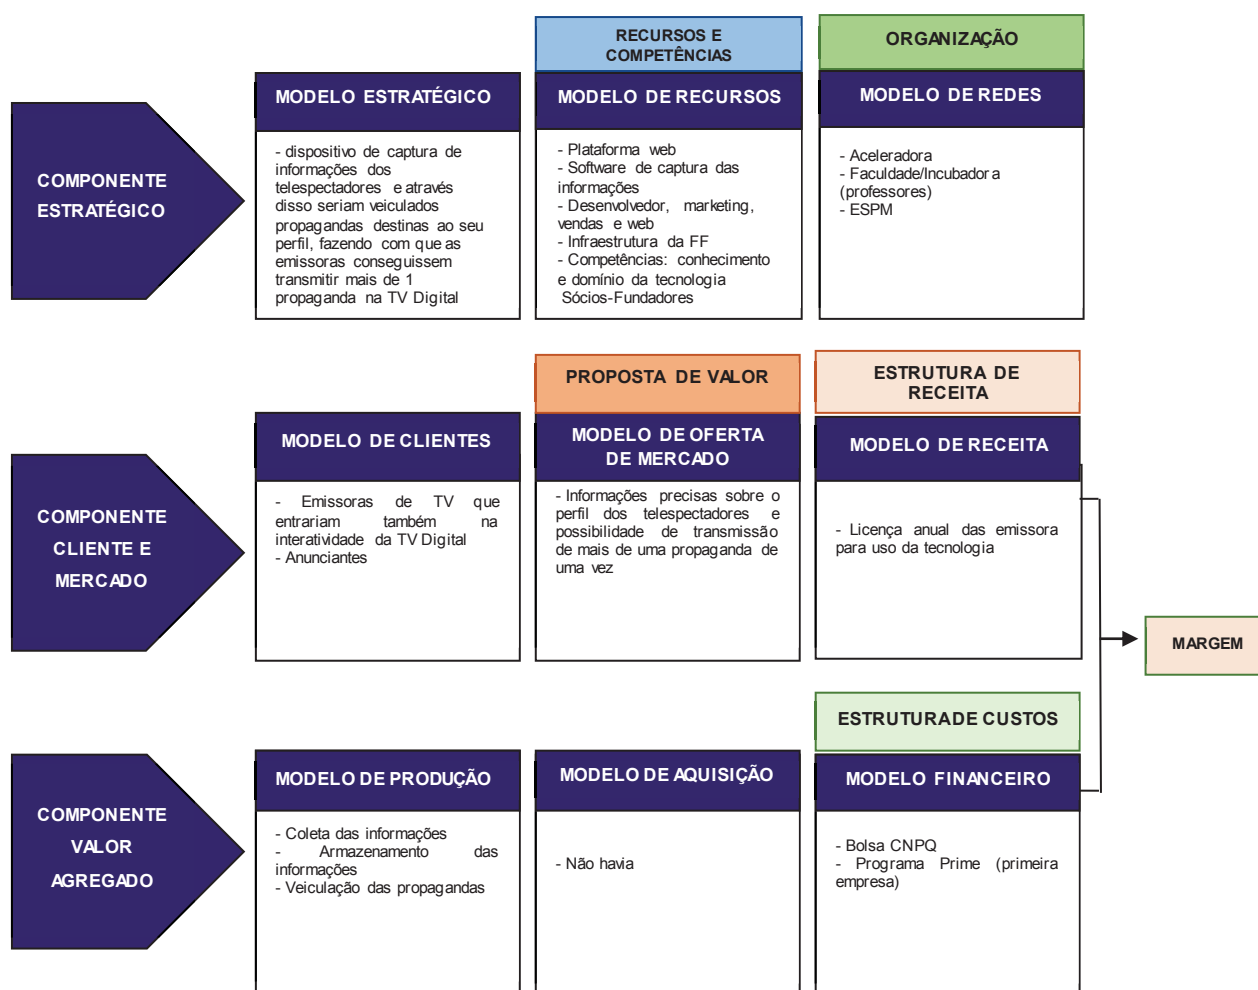 RECURSOS E
COMPETÊNCIAS
ORGANIZAÇÃO
COMPONENTE
ESTRATÉGICO
MODELO ESTRATÉGICO
- dispositivo de captura de
informações dos
telespectadores e através
disso seriam veiculados
propagandas destinas ao seu
perfil, fazendo com que as
emissoras conseguissem
transmitir mais de 1
propaganda na TV Digital
MODELO DE RECURSOS
- Plataforma web
- Software de captura das
informações
- Desenvolvedor, marketing,
vendas e web
- Infraestrutura da FF
- Competências: conhecimento
e domínio da tecnologia
Sócios-Fundadores
MODELO DE REDES
- Aceleradora
- Faculdade/Incubadora
(professores)
- ESPM
PROPOSTA DE VALOR
ESTRUTURA DE
RECEITA
COMPONENTE
CLIENTE E
MERCADO
MODELO DE CLIENTES
- Emissoras de TV que
entrariam também na
interatividade da TV Digital
- Anunciantes
MODELO DE OFERTA
DE MERCADO
- Informações precisas sobre o
perfil dos telespectadores e
possibilidade de transmissão
de mais de uma propaganda de
uma vez
MODELO DE RECEITA
- Licença anual das emissora
para uso da tecnologia
MARGEM
ESTRUTURADE CUSTOS
COMPONENTE
VALOR
AGREGADO
MODELO DE PRODUÇÃO
- Coleta das informações
- Armazenamento das
informações
- Veiculação das propagandas
MODELO DE AQUISIÇÃO
- Não havia
MODELO FINANCEIRO
- Bolsa CNPQ
- Programa Prime (primeira
empresa)